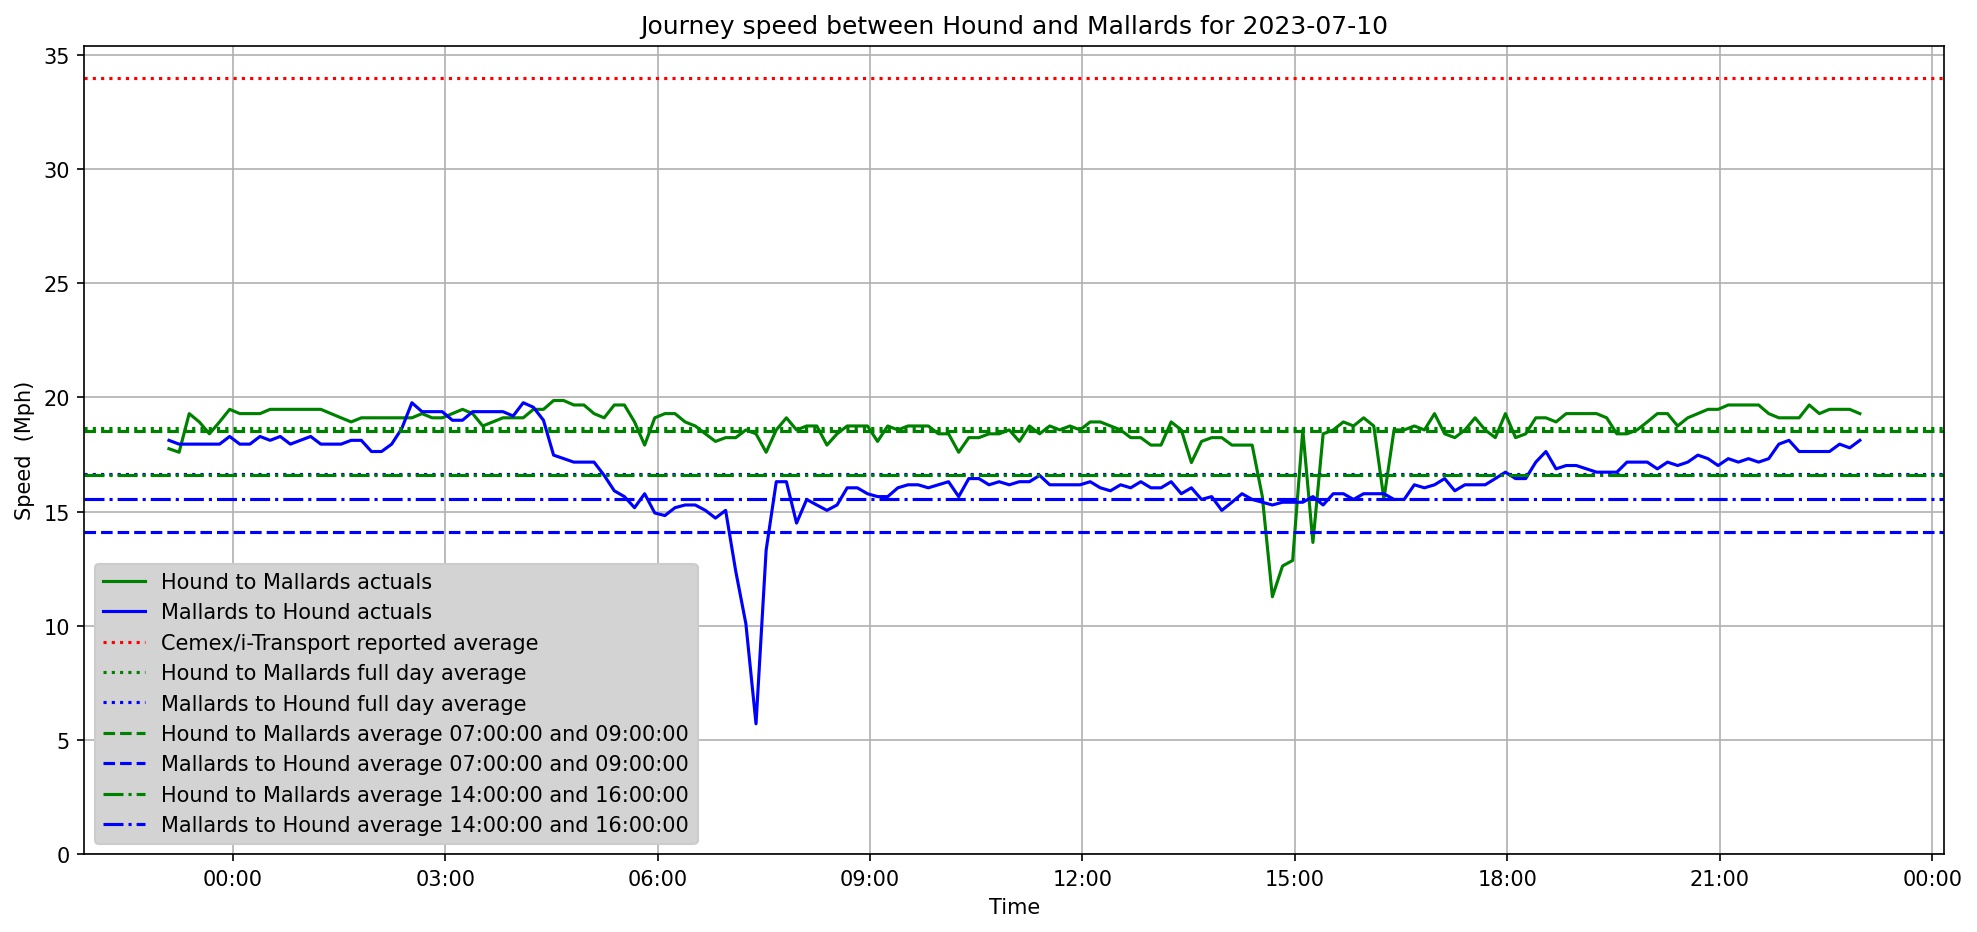 Journey speed between Hound and Mallards for 2023-07-10
35
30
25
20
15
10
5
0
Speed (Mph)
Hound to Mallards actuals
Mallards to Hound actuals
Cemex/i-Transport reported average
Hound to Mallards full day average
Mallards to Hound full day average
Hound to Mallards average 07:00:00 and 09:00:00
Mallards to Hound average 07:00:00 and 09:00:00
Hound to Mallards average 14:00:00 and 16:00:00
Mallards to Hound average 14:00:00 and 16:00:00
00:00 03:00 06:00 09:00 12:00 15:00 18:00 21:00 00:00
Time